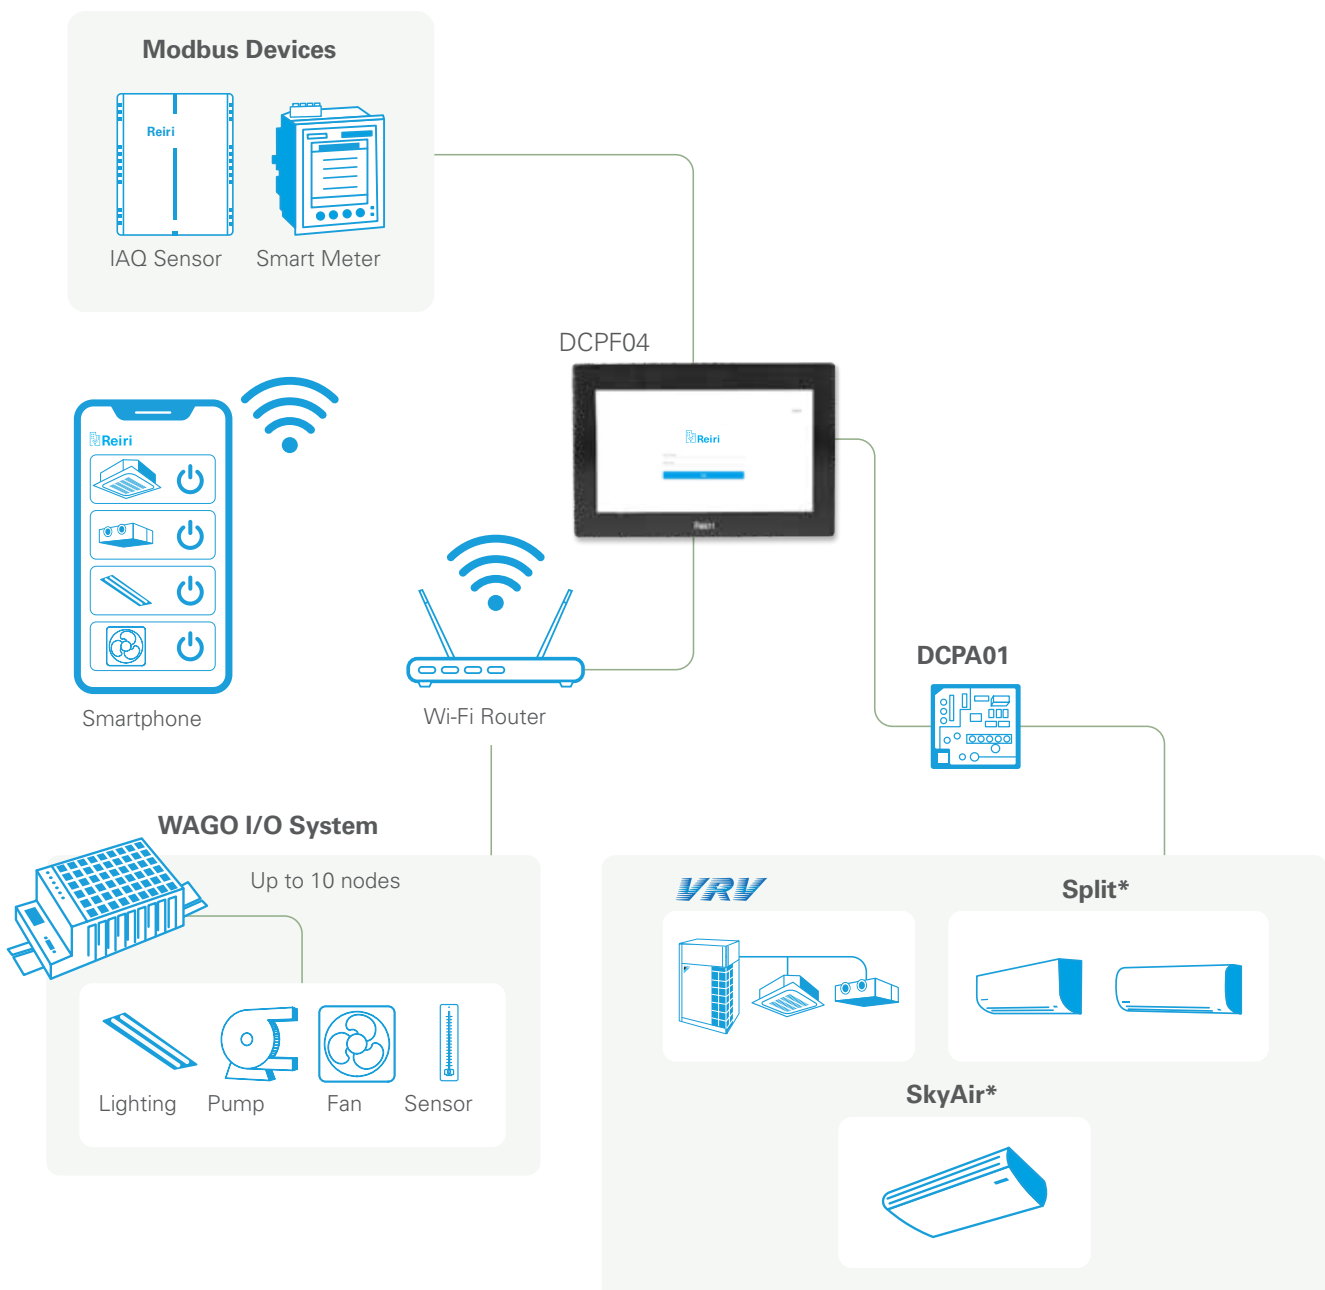 Modbus Devices
Reiri
IAQ Sensor
Smart Meter
DCPF04
Reiri
Reiri
Reiri
Smartphone
Wi-Fi Router
DCPA01
WAGO I/O System
Up to 10 nodes
Lighting
Pump
Fan
Sensor
VRV
Split*
SkyAir*